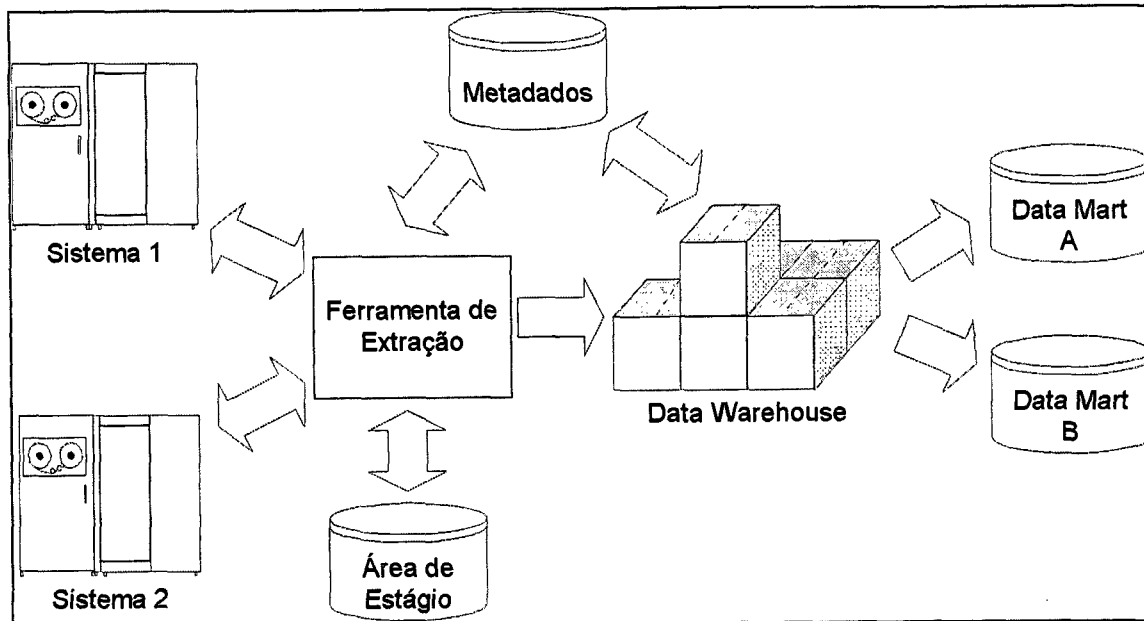 Metadados
Sistema 1
Ferramenta de
Extração
Data Warehouse
Data Mart
A
Data Mart
B
Área de
Estágio
Sistema 2